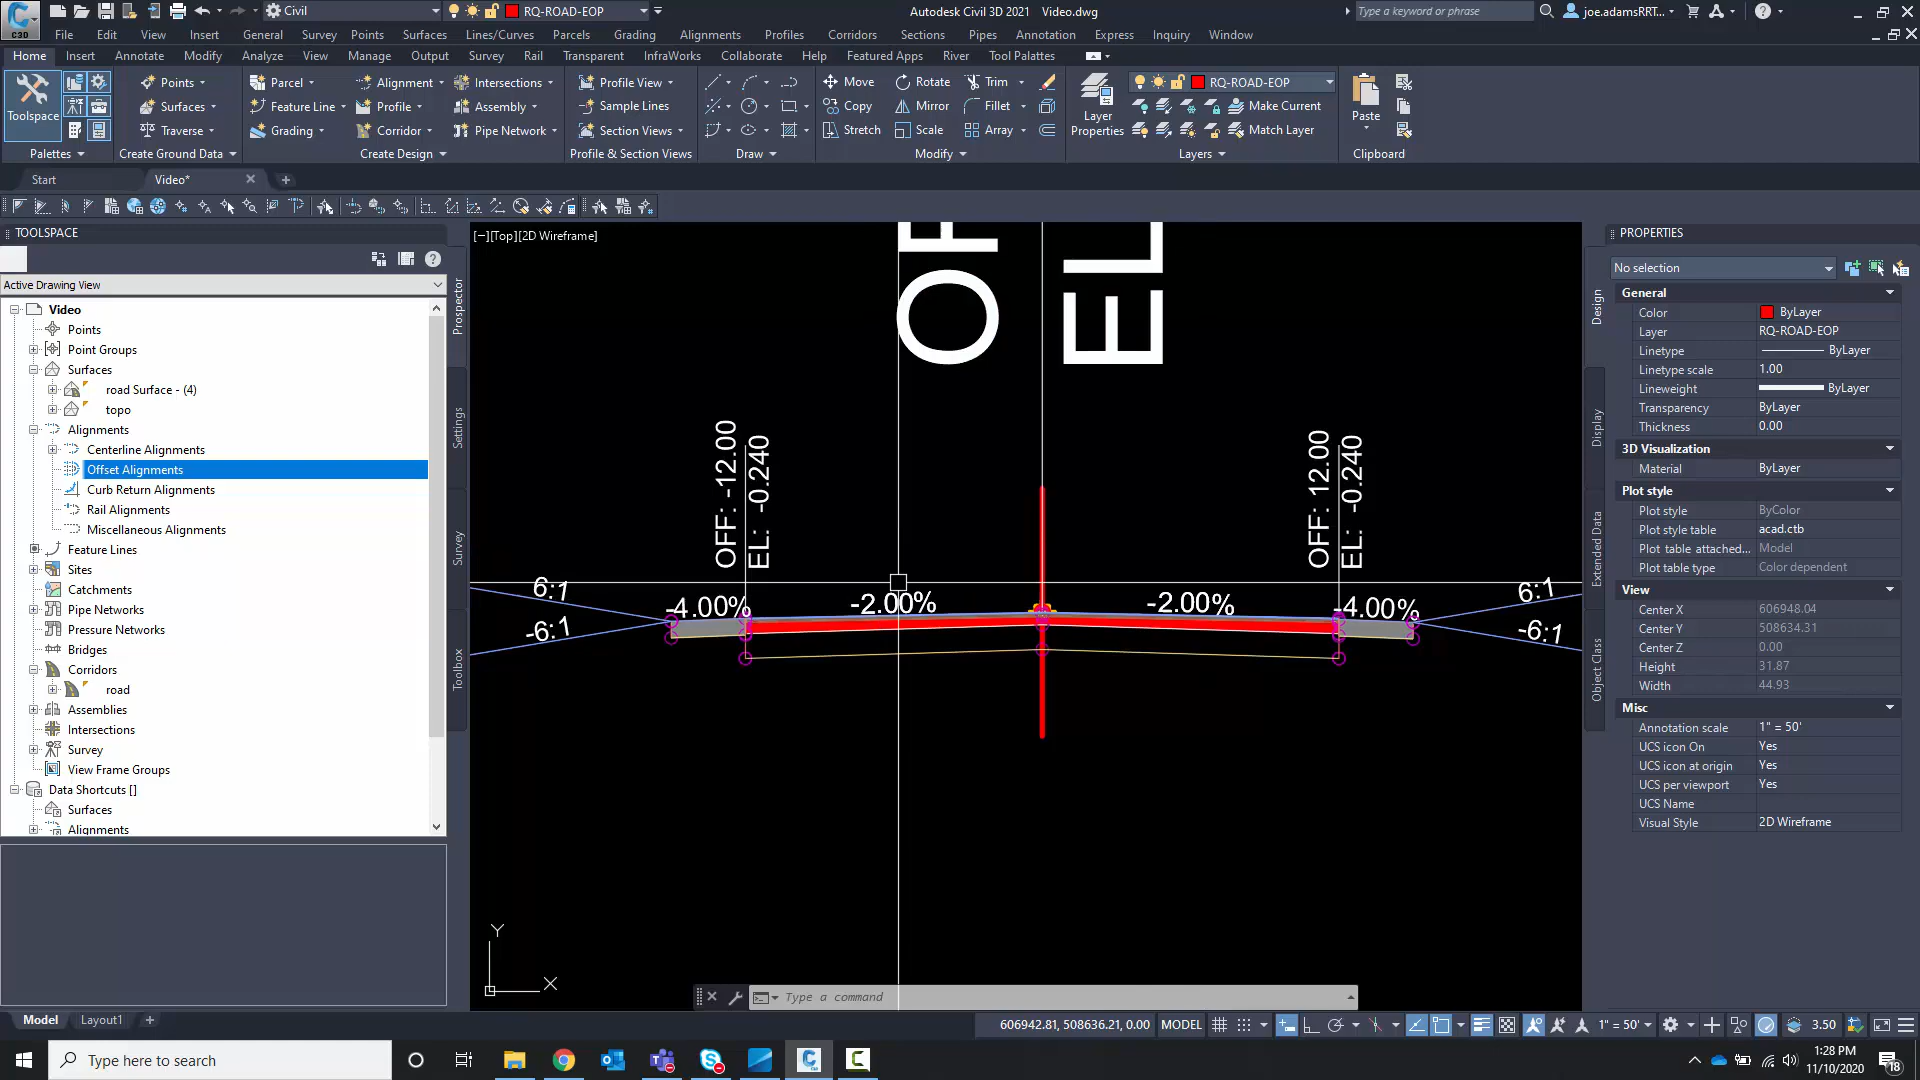 Civil
RQ-ROAD-EOP
Autodesk Civil 3D 2021 Video.dwg
Type a keyword or phrase
joe.adamsRRT...
C3D
File Edit View Insert General Survey Points Surfaces Lines/Curves Parcels Grading Alignments Profiles Corridors Sections Pipes Annotation Express Inquiry Window
Home Insert Annotate Modify Analyze View Manage Output Survey Rail Transparent InfraWorks Collaborate Help Featured Apps River Tool Palettes
Toolspace
Points
Surfaces
Traverse
Parcel
Feature Line
Grading
Alignment
Profile
Corridor
Intersections
Assembly
Pipe Network
Profile View
Sample Lines
Section Views
Move
Copy
Stretch
Rotate
Mirror
Scale
Trim
Fillet
Array
Layer
Properties
RQ-ROAD-EOP
Make Current
Match Layer
Paste
Palettes
Create Ground Data
Create Design
Profile & Section Views
Draw
Modify
Layers
Clipboard
Start
Video*
TOOLSPACE
Active Drawing View
Video
Points
Point Groups
Surfaces
road Surface - (4)
topo
Alignments
Centerline Alignments
Offset Alignments
Curb Return Alignments
Rail Alignments
Miscellaneous Alignments
Feature Lines
Sites
Catchments
Pipe Networks
Pressure Networks
Bridges
Corridors
road
Assemblies
Intersections
Survey
View Frame Groups
Data Shortcuts []
Surfaces
Alignments
Prospector
Settings
Survey
Toolbox
[−][Top][2D Wireframe]
OF
EL
OFF: -12.00
EL: -0.240
OFF: 12.00
EL: -0.240
6:1
-6:1
-4.00%
-2.00%
-2.00%
-4.00%
6:1
-6:1
Y
X
Type a command
PROPERTIES
No selection
Design
Display
Extended Data
Object Class
General
Color ByLayer
Layer RQ-ROAD-EOP
Linetype ByLayer
Linetype scale 1.00
Lineweight ByLayer
Transparency ByLayer
Thickness 0.00
3D Visualization
Material ByLayer
Plot style
Plot style ByColor
Plot style table acad.ctb
Plot table attached... Model
Plot table type Color dependent
View
Center X 606948.04
Center Y 508634.31
Center Z 0.00
Height 31.87
Width 44.93
Misc
Annotation scale 1" = 50'
UCS icon On Yes
UCS icon at origin Yes
UCS per viewport Yes
UCS Name
Visual Style 2D Wireframe
Model
Layout1
606942.81, 508636.21, 0.00 MODEL
1" = 50'
3.50
Type here to search
1:28 PM
11/10/2020
18